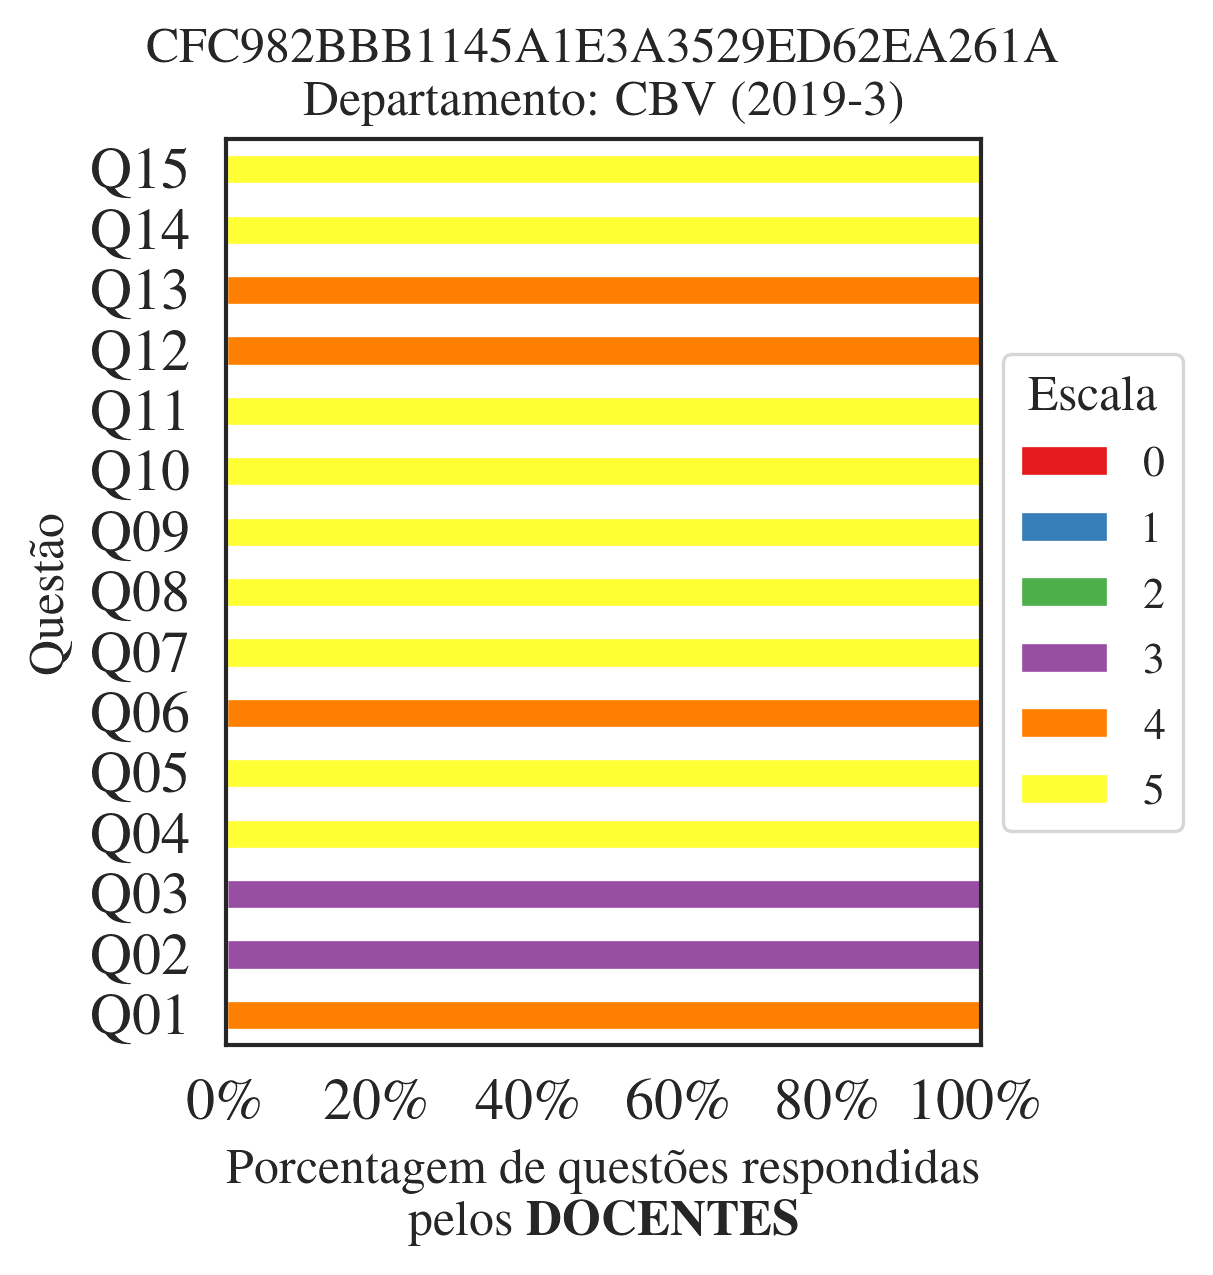 CFC982BBB1145A1E3A3529ED62EA261A
Departamento: CBV (2019-3)
Questão
Q15
Q14
Q13
Q12
Q11
Q10
Q09
Q08
Q07
Q06
Q05
Q04
Q03
Q02
Q01
0% 20% 40% 60% 80% 100%
Porcentagem de questões respondidas
pelos DOCENTES
Escala
0
1
2
3
4
5